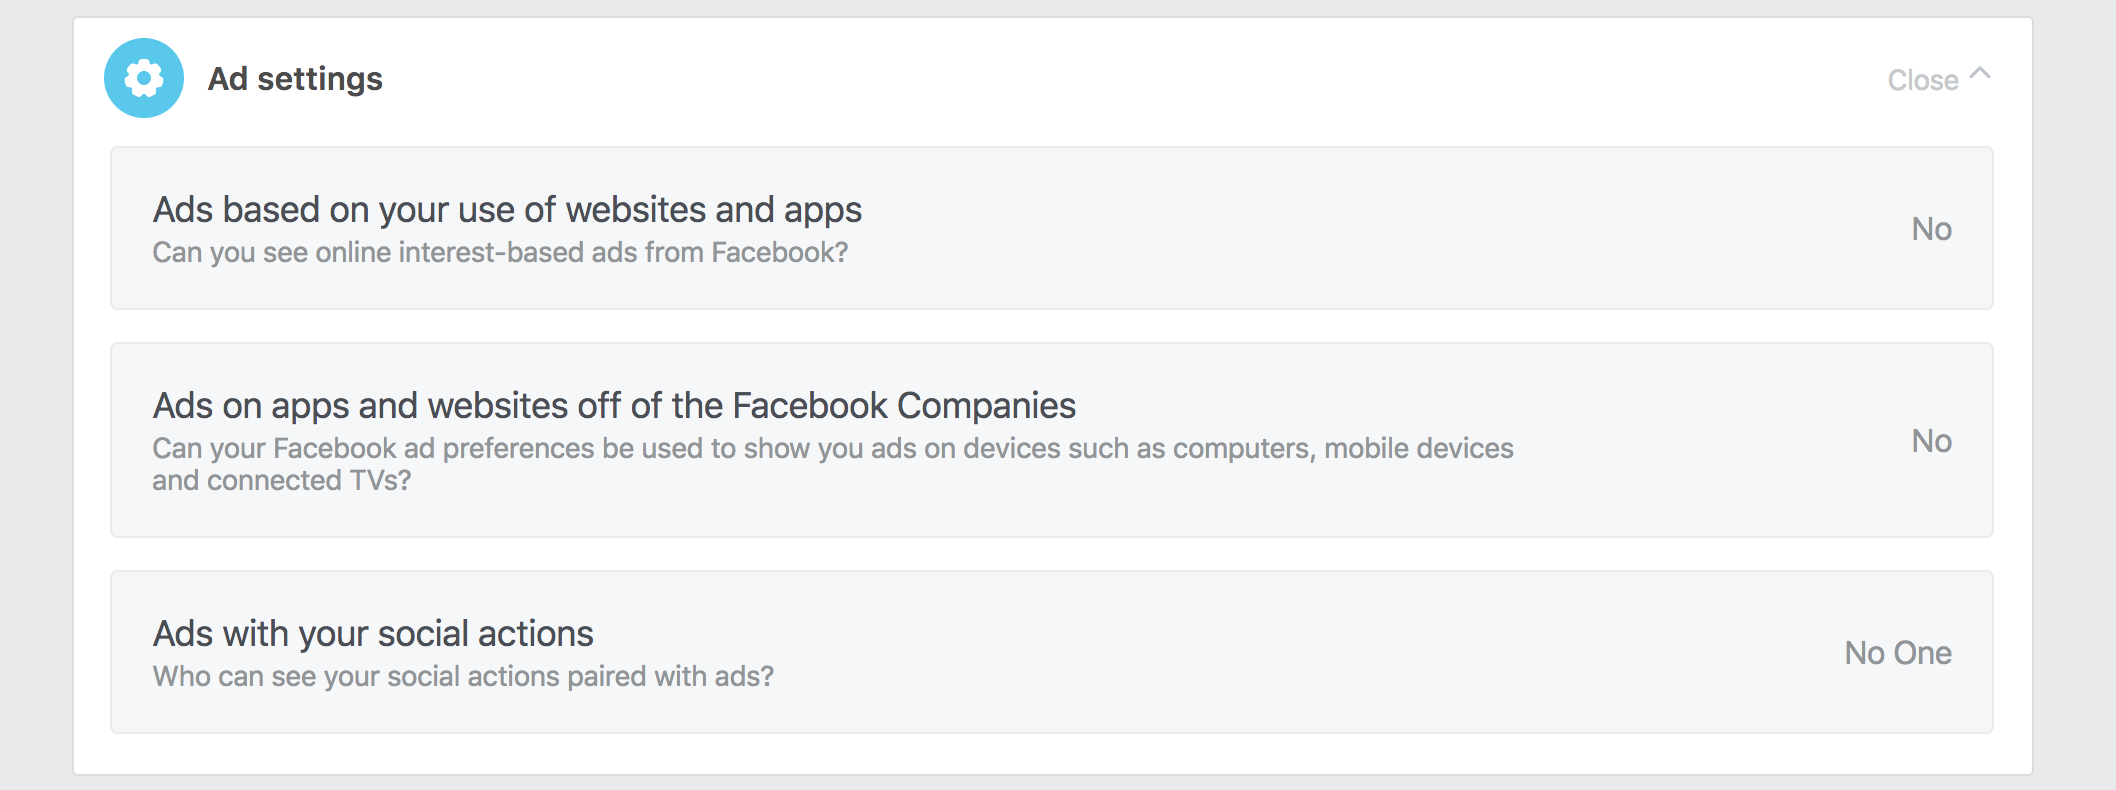 Ad settings
Close
Ads based on your use of websites and apps
Can you see online interest-based ads from Facebook?
No
Ads on apps and websites off of the Facebook Companies
Can your Facebook ad preferences be used to show you ads on devices such as computers, mobile devices
and connected TVs?
No
Ads with your social actions
Who can see your social actions paired with ads?
No One